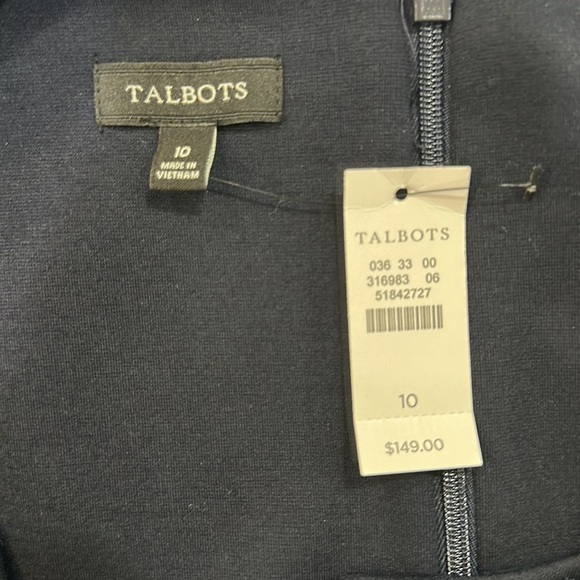 TALBOTS
10
MADE IN
VIETNAM
TALBOTS
036 33 00
316983 06
51842727
10
$149.00